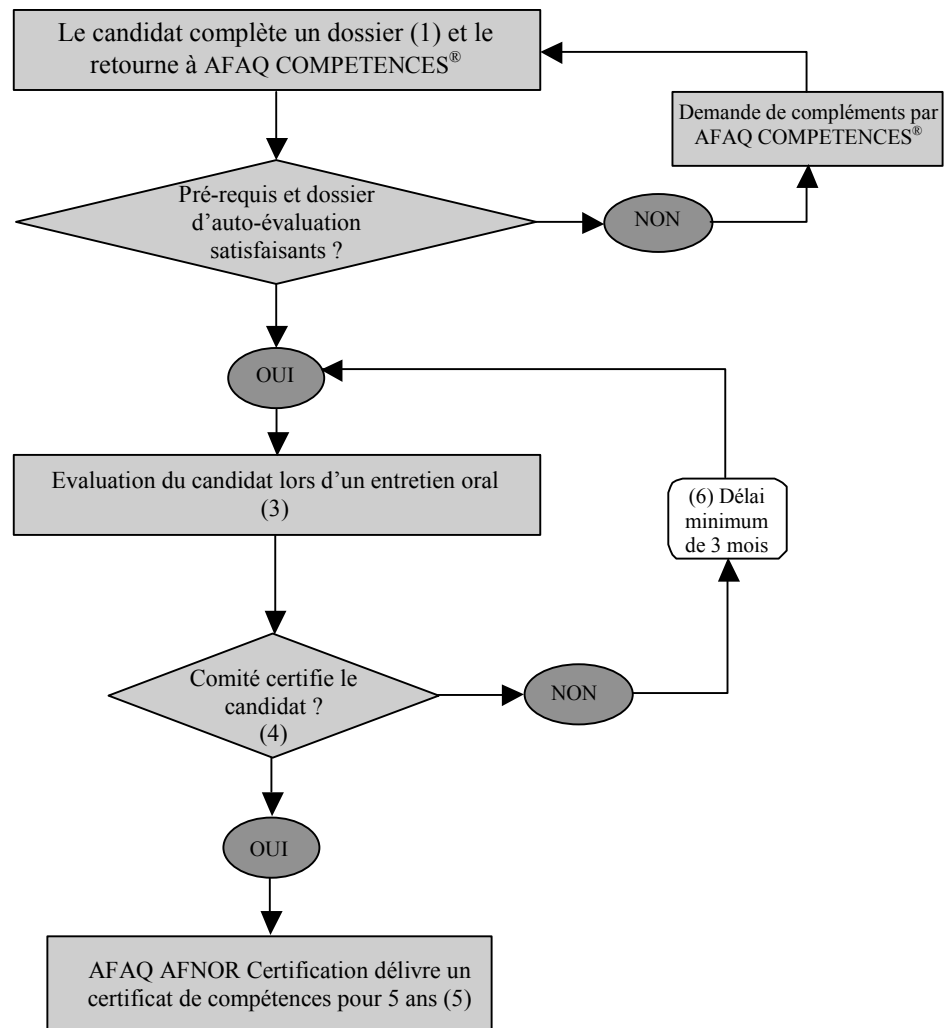 Le candidat complète un dossier (1) et le
retourne à AFAQ COMPETENCES®
Demande de compléments par
AFAQ COMPETENCES®
Pré-requis et dossier
d’auto-évaluation
satisfaisants ?
NON
OUI
Evaluation du candidat lors d’un entretien oral
(3)
(6) Délai
minimum
de 3 mois
Comité certifie le
candidat ?
(4)
NON
OUI
AFAQ AFNOR Certification délivre un
certificat de compétences pour 5 ans (5)